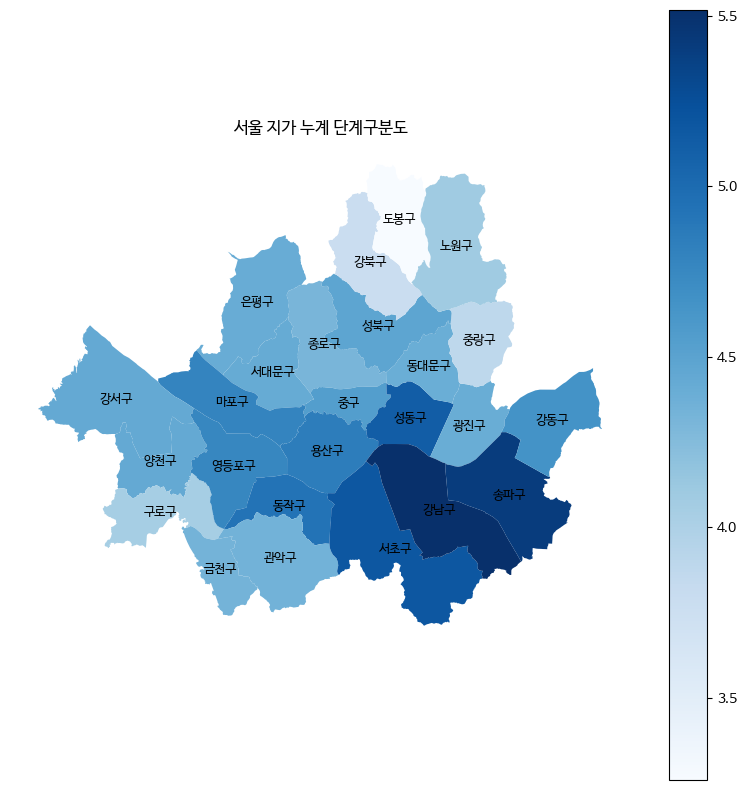 서울 지가 누계 단계구분도
도봉구
노원구
강북구
은평구
성북구
중랑구
종로구
동대문구
서대문구
강서구
마포구
중구
성동구
강동구
광진구
용산구
양천구
영등포구
송파구
동작구
강남구
구로구
서초구
관악구
금천구
5.5
5.0
4.5
4.0
3.5